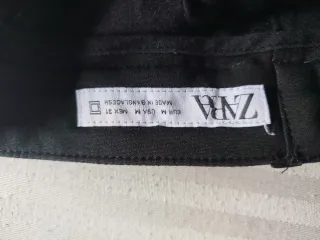 ZARA
EUR M USA M MEX 31
MADE IN BANGLADESH